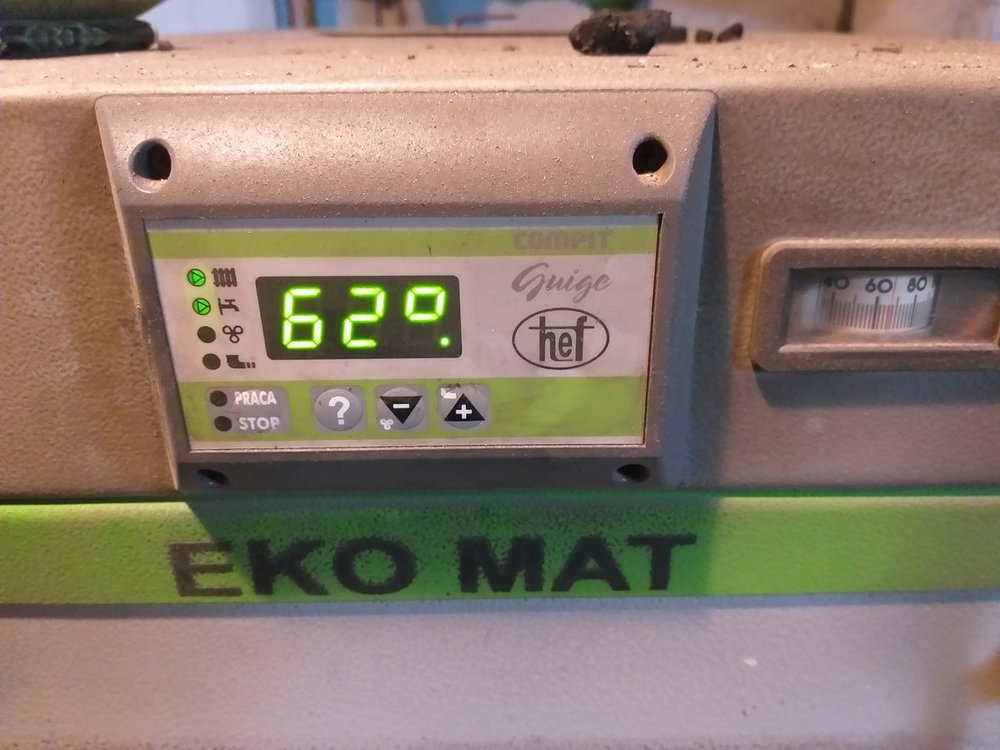 COMPIT
Guige
62°.
hef
PRACA
STOP
?
−
+
40 60 80
EKO MAT